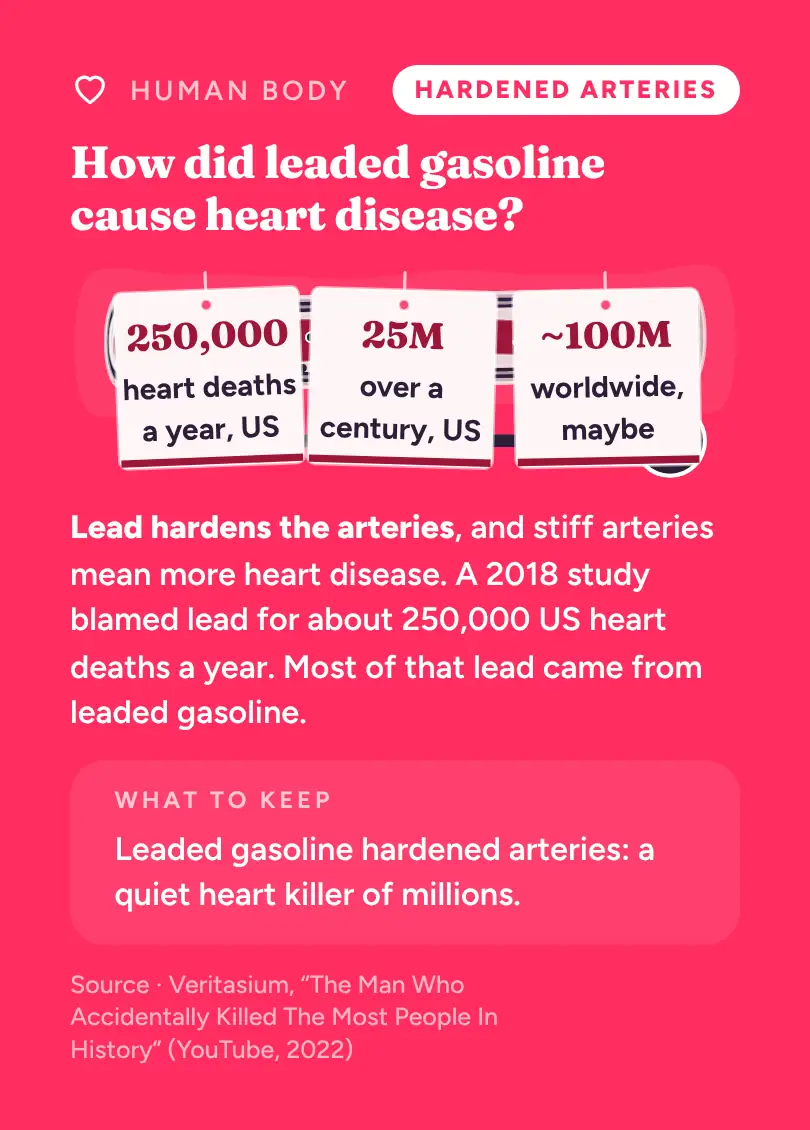 HUMAN BODY
HARDENED ARTERIES
How did leaded gasoline
cause heart disease?
250,000
heart deaths
a year, US
25M
over a
century, US
~100M
worldwide,
maybe
Lead hardens the arteries, and stiff arteries
mean more heart disease. A 2018 study
blamed lead for about 250,000 US heart
deaths a year. Most of that lead came from
leaded gasoline.
WHAT TO KEEP
Leaded gasoline hardened arteries: a
quiet heart killer of millions.
Source · Veritasium, “The Man Who
Accidentally Killed The Most People In
History” (YouTube, 2022)